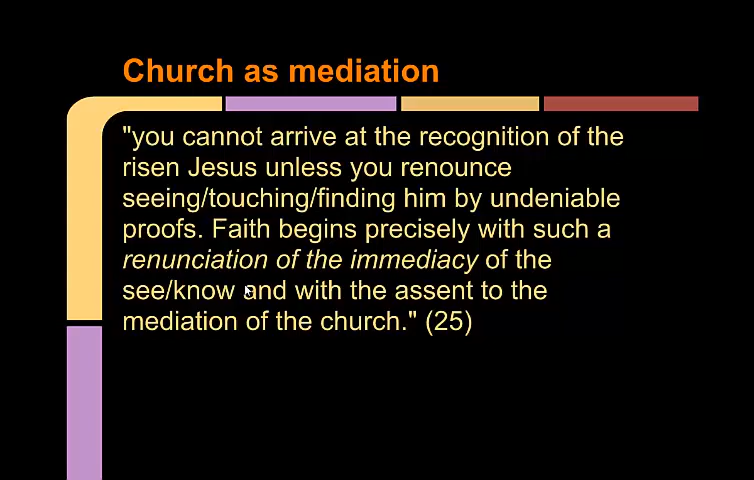 Church as mediation
"you cannot arrive at the recognition of the
risen Jesus unless you renounce
seeing/touching/finding him by undeniable
proofs. Faith begins precisely with such a
renunciation of the immediacy of the
see/know and with the assent to the
mediation of the church." (25)